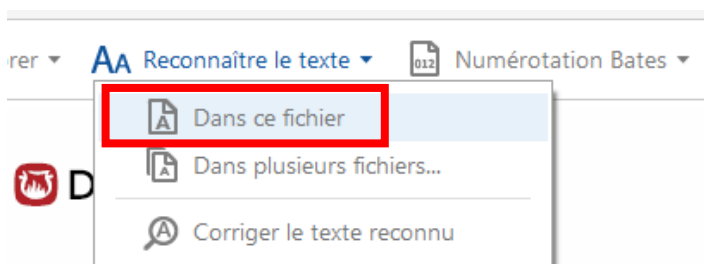 rer Reconnaître le texte Numérotation Bates
Dans ce fichier
Dans plusieurs fichiers...
D
Corriger le texte reconnu